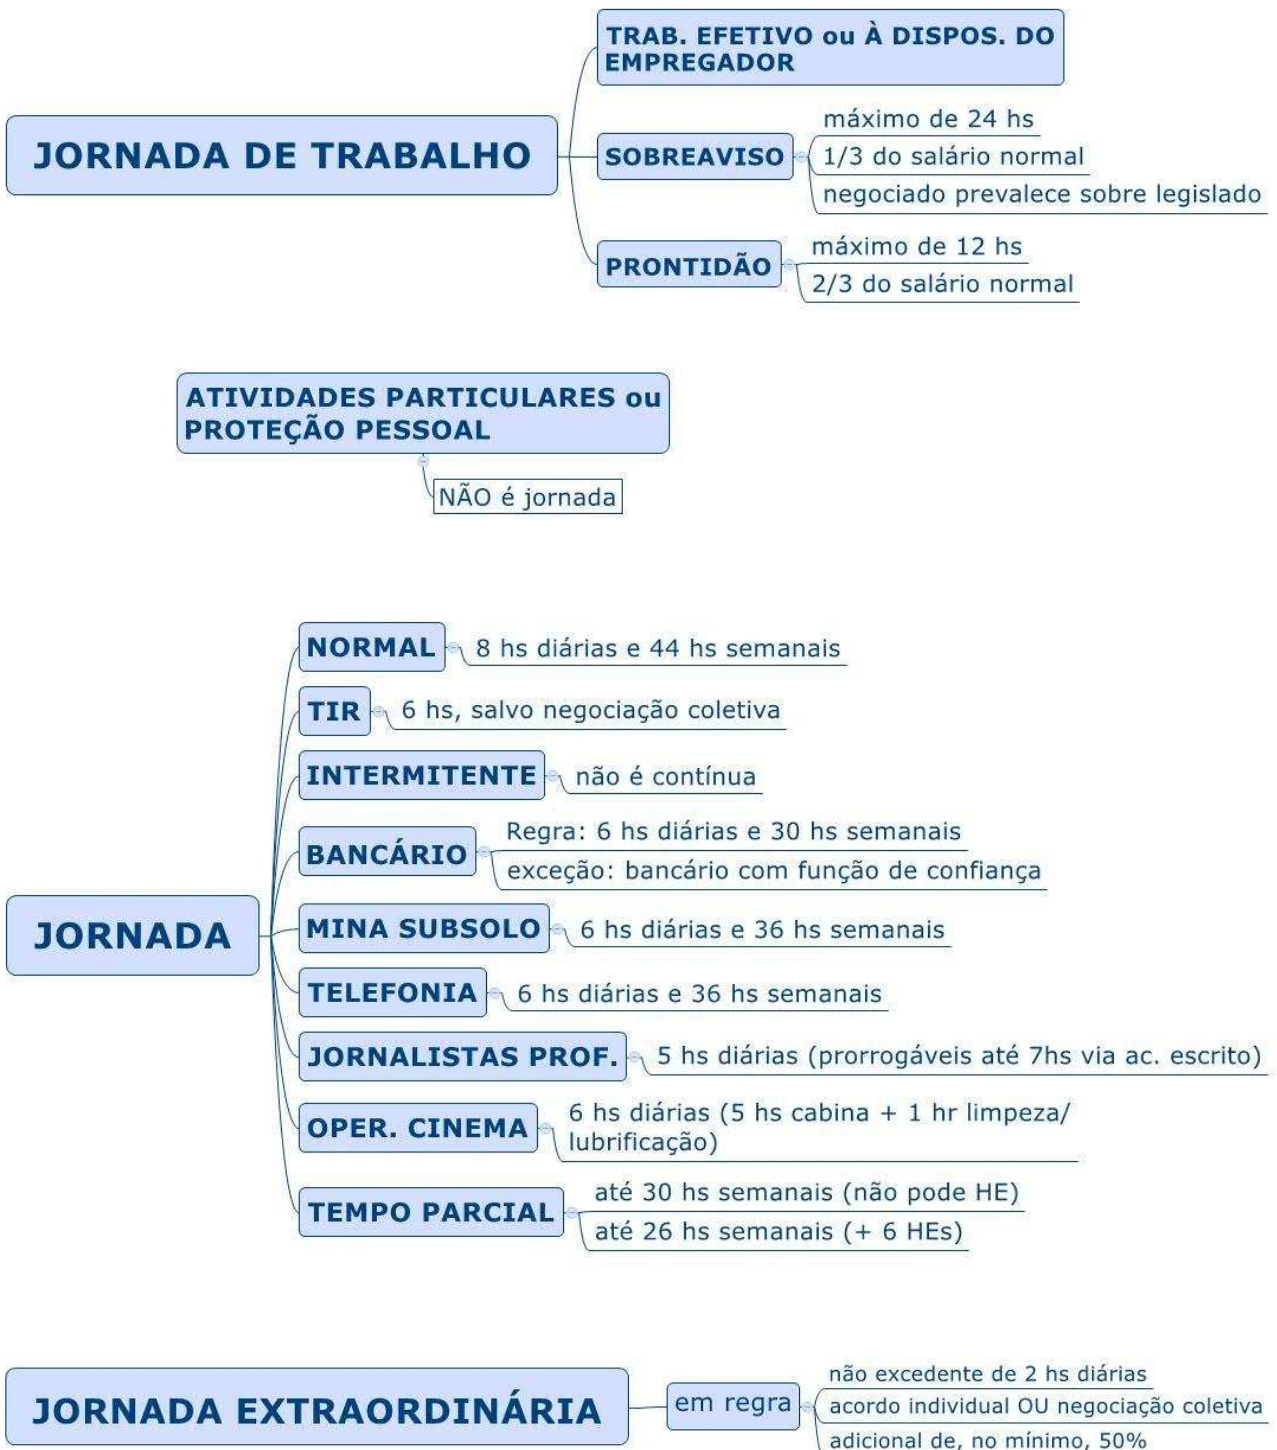 TRAB. EFETIVO ou À DISPOS. DO
EMPREGADOR
JORNADA DE TRABALHO
SOBREAVISO
máximo de 24 hs
1/3 do salário normal
negociado prevalece sobre legislado
PRONTIDÃO
máximo de 12 hs
2/3 do salário normal
ATIVIDADES PARTICULARES ou
PROTEÇÃO PESSOAL
NÃO é jornada
JORNADA
NORMAL
8 hs diárias e 44 hs semanais
TIR
6 hs, salvo negociação coletiva
INTERMITENTE
não é contínua
BANCÁRIO
Regra: 6 hs diárias e 30 hs semanais
exceção: bancário com função de confiança
MINA SUBSOLO
6 hs diárias e 36 hs semanais
TELEFONIA
6 hs diárias e 36 hs semanais
JORNALISTAS PROF.
5 hs diárias (prorrogáveis até 7hs via ac. escrito)
OPER. CINEMA
6 hs diárias (5 hs cabina + 1 hr limpeza/
lubrificação)
TEMPO PARCIAL
até 30 hs semanais (não pode HE)
até 26 hs semanais (+ 6 HEs)
JORNADA EXTRAORDINÁRIA
em regra
não excedente de 2 hs diárias
acordo individual OU negociação coletiva
adicional de, no mínimo, 50%